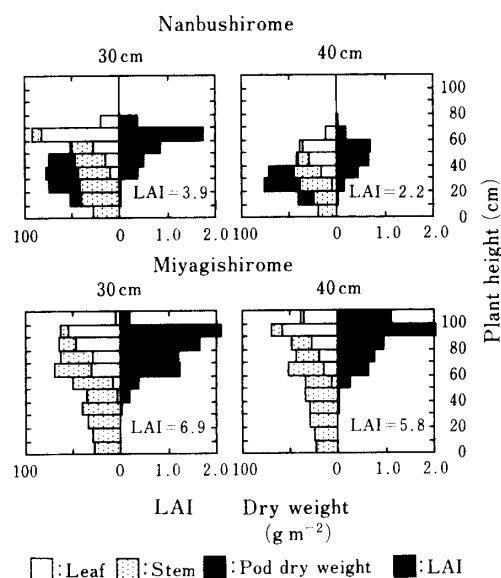 Nanbushirome
30 cm
40 cm
100
80
60
40
20
0
LAI=3.9
LAI=2.2
100 0 1.0 2.0
100 0 1.0 2.0
Plant height (cm)
Miyagishirome
30 cm
40 cm
100
80
60
40
20
0
LAI=6.9
LAI=5.8
100 0 1.0 2.0
100 0 1.0 2.0
LAI Dry weight
(g m⁻²)
:Leaf :Stem :Pod dry weight :LAI